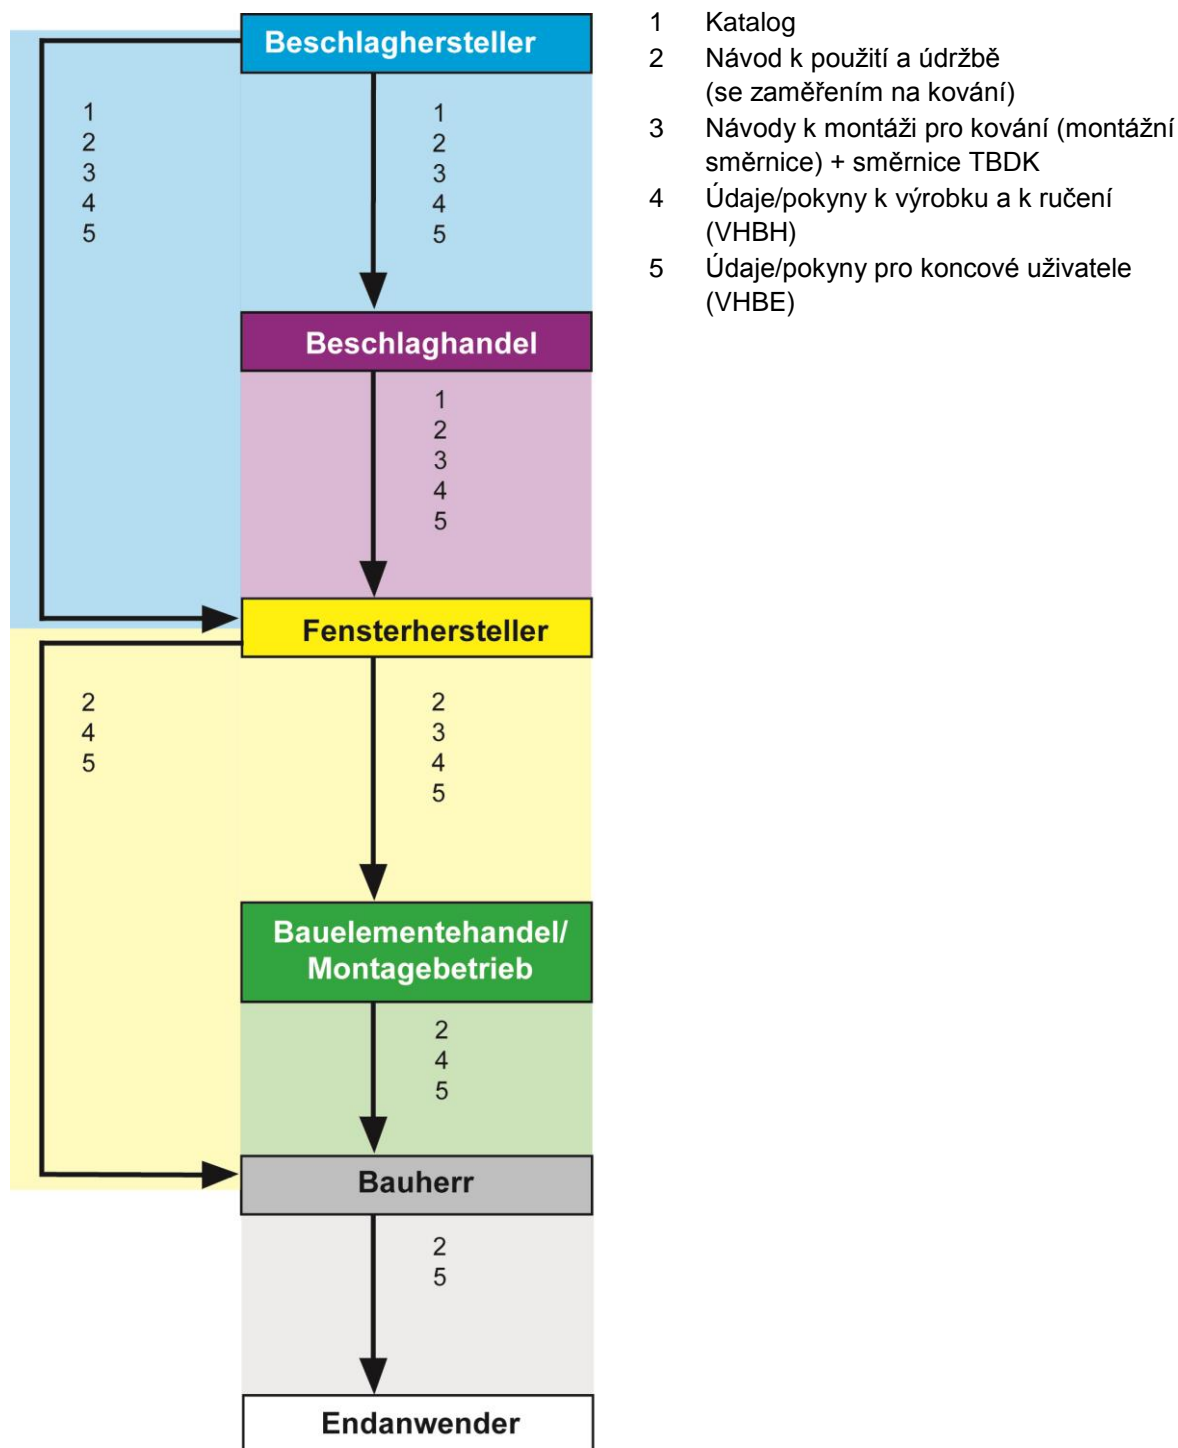 Beschlaghersteller
1
2
3
4
5
1
2
3
4
5
Beschlaghandel
1
2
3
4
5
Fensterhersteller
2
4
5
2
3
4
5
Bauelementehandel/
Montagebetrieb
2
4
5
Bauherr
2
5
Endanwender
1 Katalog
2 Návod k použití a údržbě
(se zaměřením na kování)
3 Návody k montáži pro kování (montážní
směrnice) + směrnice TBDK
4 Údaje/pokyny k výrobku a k ručení
(VHBH)
5 Údaje/pokyny pro koncové uživatele
(VHBE)